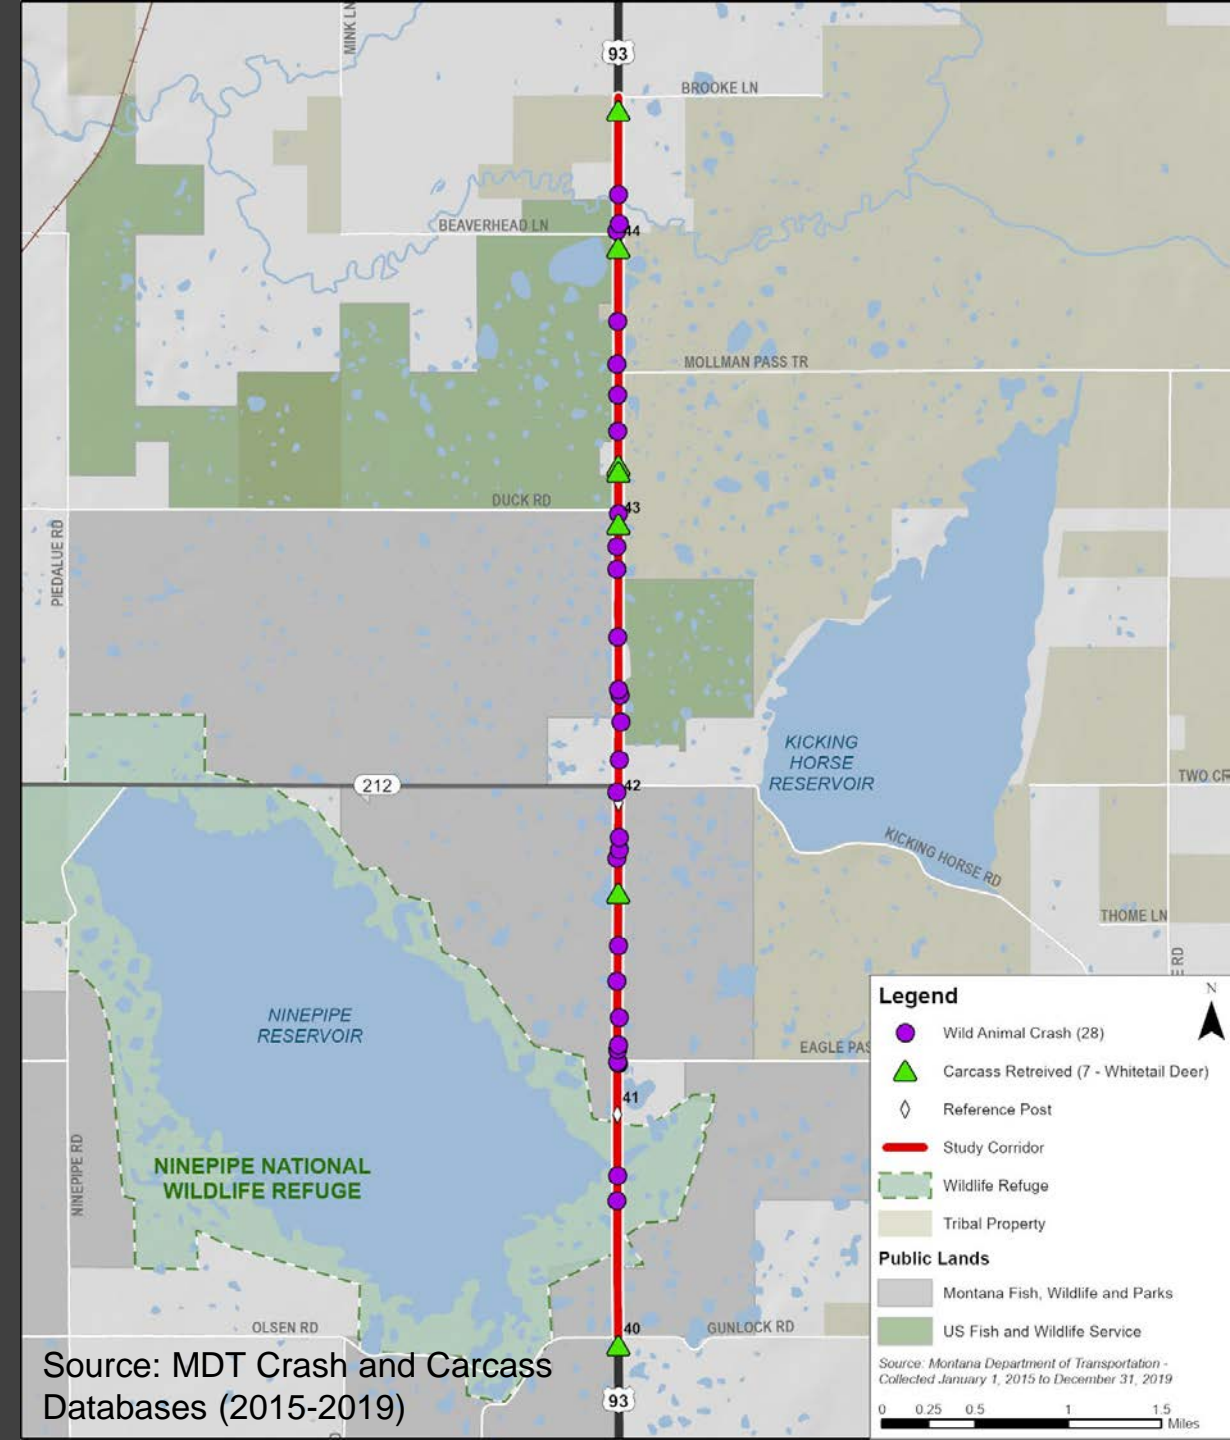 MINK LN
93
BROOKE LN
BEAVERHEAD LN
44
MOLLMAN PASS TR
DUCK RD
43
PIEDALUE RD
KICKING
HORSE
RESERVOIR
212
42
TWO CR
KICKING HORSE RD
THOME LN
E RD
NINEPIPE
RESERVOIR
EAGLE PAS
41
NINEPIPE RD
NINEPIPE NATIONAL
WILDLIFE REFUGE
OLSEN RD
40
GUNLOCK RD
93
Legend
N
Wild Animal Crash (28)
Carcass Retreived (7 - Whitetail Deer)
Reference Post
Study Corridor
Wildlife Refuge
Tribal Property
Public Lands
Montana Fish, Wildlife and Parks
US Fish and Wildlife Service
Source: Montana Department of Transportation -
Collected January 1, 2015 to December 31, 2019
0 0.25 0.5 1 1.5
Miles
Source: MDT Crash and Carcass
Databases (2015-2019)